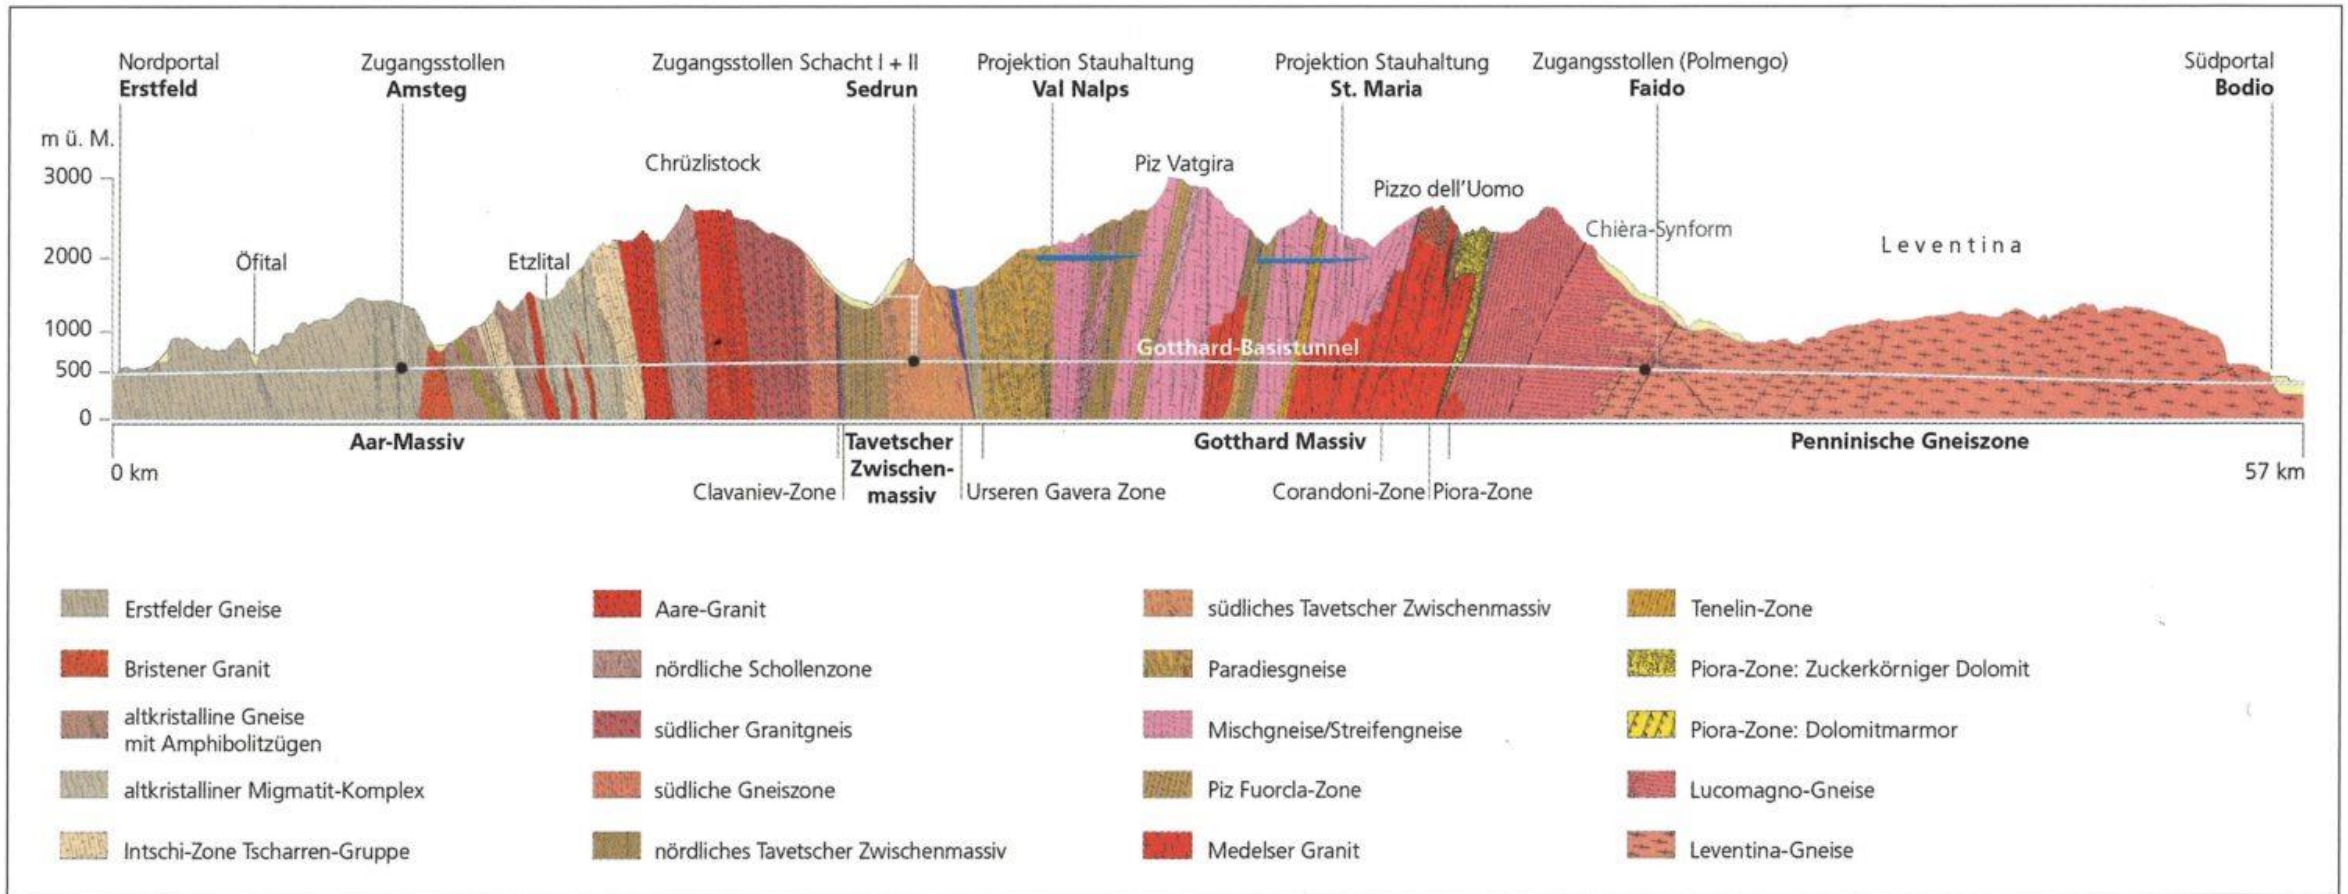 Nordportal
Erstfeld
Zugangsstollen
Amsteg
Zugangsstollen Schacht I + II
Sedrun
Projektion Stauhaltung
Val Nalps
Projektion Stauhaltung
St. Maria
Zugangsstollen (Polmengo)
Faido
Südportal
Bodio
m ü. M.
3000
2000
1000
500
0
Öfital
Etzlital
Chrüzlistock
Piz Vatgira
Pizzo dell'Uomo
Chièra-Synform
Leventina
Gotthard-Basistunnel
Aar-Massiv
Tavetscher
Zwischen-
massiv
Gotthard Massiv
Penninische Gneiszone
0 km
57 km
Clavaniev-Zone
Urseren Gavera Zone
Corandoni-Zone
Piora-Zone
Erstfelder Gneise
Bristener Granit
altkristalline Gneise
mit Amphibolitzügen
altkristalliner Migmatit-Komplex
Intschi-Zone Tscharren-Gruppe
Aare-Granit
nördliche Schollenzone
südlicher Granitgneis
südliche Gneiszone
nördliches Tavetscher Zwischenmassiv
südliches Tavetscher Zwischenmassiv
Paradiesgneise
Mischgneise/Streifengneise
Piz Fuorcla-Zone
Medelser Granit
Tenelin-Zone
Piora-Zone: Zuckerkörniger Dolomit
Piora-Zone: Dolomitmarmor
Lucomagno-Gneise
Leventina-Gneise